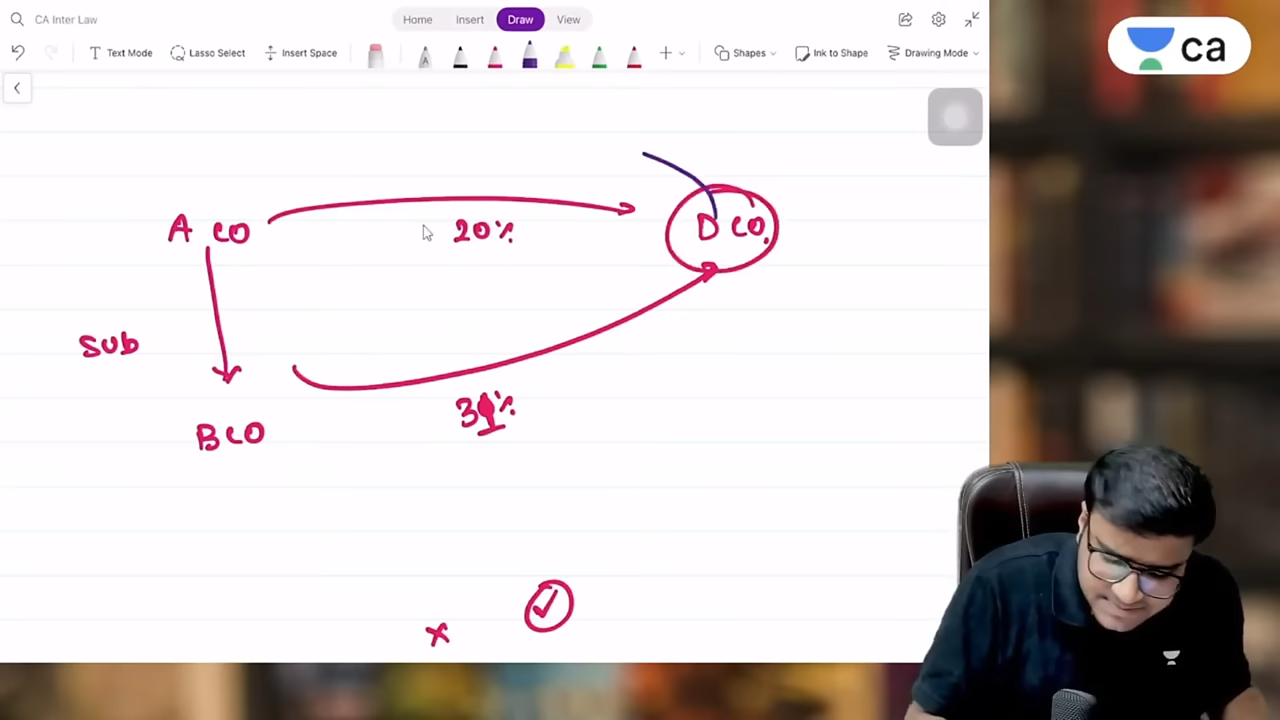 CA Inter Law
Home Insert Draw View
Text Mode Lasso Select Insert Space Shapes Ink to Shape Drawing Mode
ca
A CO 20% D CO.
Sub
31%
B CO